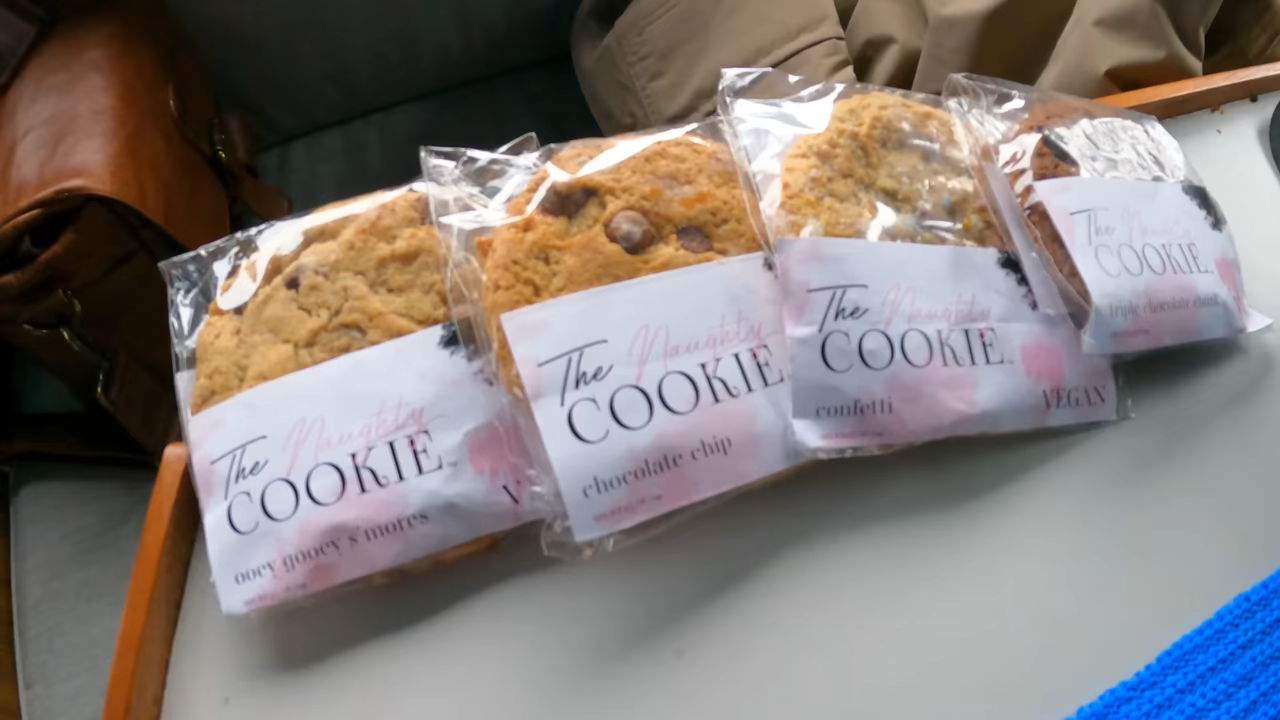 The Naughty
COOKIE
ooey gooey s'mores
The Naughty
COOKIE
chocolate chip
The Naughty
COOKIE
confetti
VEGAN
The Naughty
COOKIE
triple chocolate chunk